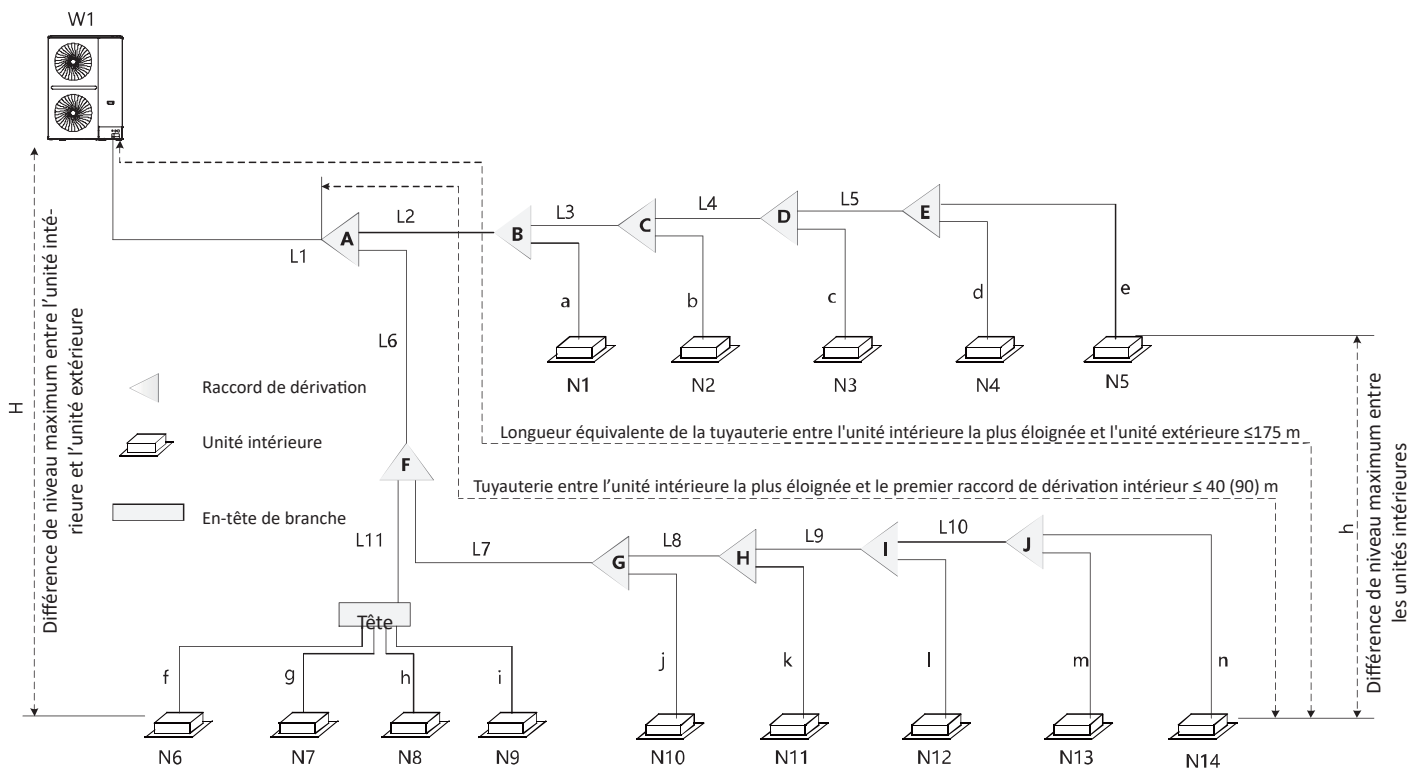 W1
H
Différence de niveau maximum entre l'unité inté-
rieure et l'unité extérieure
L1
A
L2
B
L3
C
L4
D
L5
E
a
b
c
d
e
N1
N2
N3
N4
N5
L6
Raccord de dérivation
Unité intérieure
En-tête de branche
Longueur équivalente de la tuyauterie entre l'unité intérieure la plus éloignée et l'unité extérieure ≤175 m
Tuyauterie entre l'unité intérieure la plus éloignée et le premier raccord de dérivation intérieur ≤ 40 (90) m
h
Différence de niveau maximum entre
les unités intérieures
F
L11
L7
G
L8
H
L9
I
L10
J
Tête
f
g
h
i
j
k
l
m
n
N6
N7
N8
N9
N10
N11
N12
N13
N14